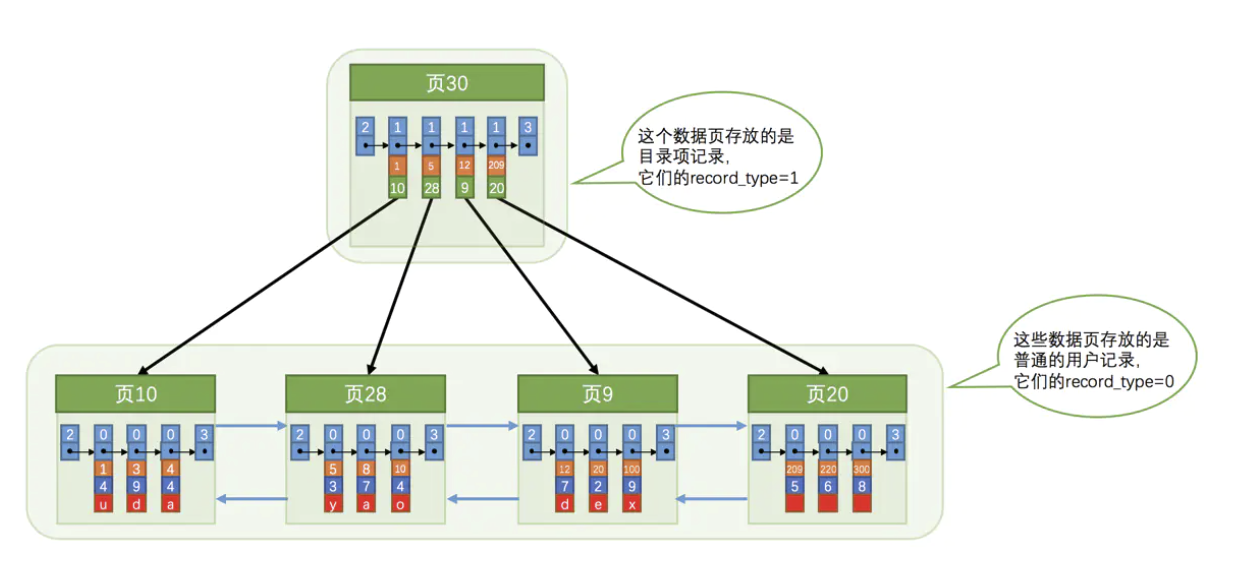 页30
2 1 1 1 1 3
1 5 12 209
10 28 9 20
这个数据页存放的是
目录项记录,
它们的record_type=1
这些数据页存放的是
普通的用户记录,
它们的record_type=0
页10
2 0 0 0 3
1 3 4
4 9 4
u d a
页28
2 0 0 0 3
5 8 10
3 7 4
y a o
页9
2 0 0 0 3
12 20 100
7 2 9
d e x
页20
2 0 0 0 3
209 220 300
5 6 8